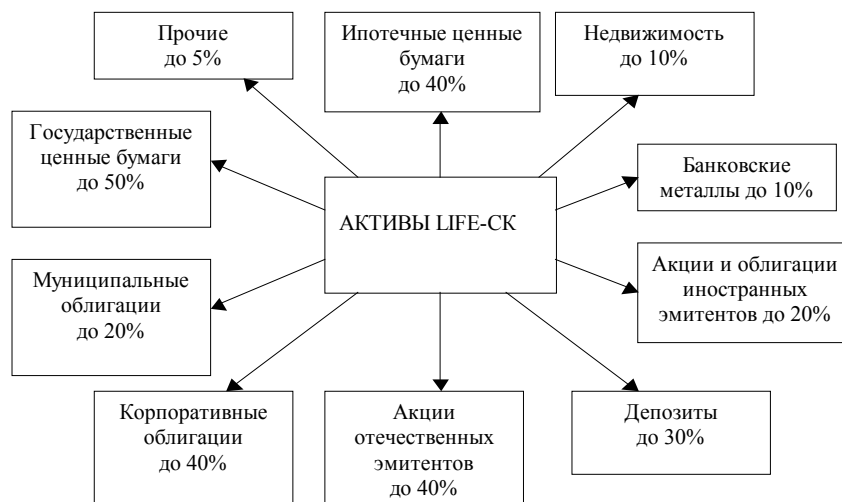 Прочие
до 5%
Ипотечные ценные
бумаги
до 40%
Недвижимость
до 10%
Государственные
ценные бумаги
до 50%
Банковские
металлы до 10%
АКТИВЫ LIFE-СК
Муниципальные
облигации
до 20%
Акции и облигации
иностранных
эмитентов до 20%
Корпоративные
облигации
до 40%
Акции
отечественных
эмитентов
до 40%
Депозиты
до 30%